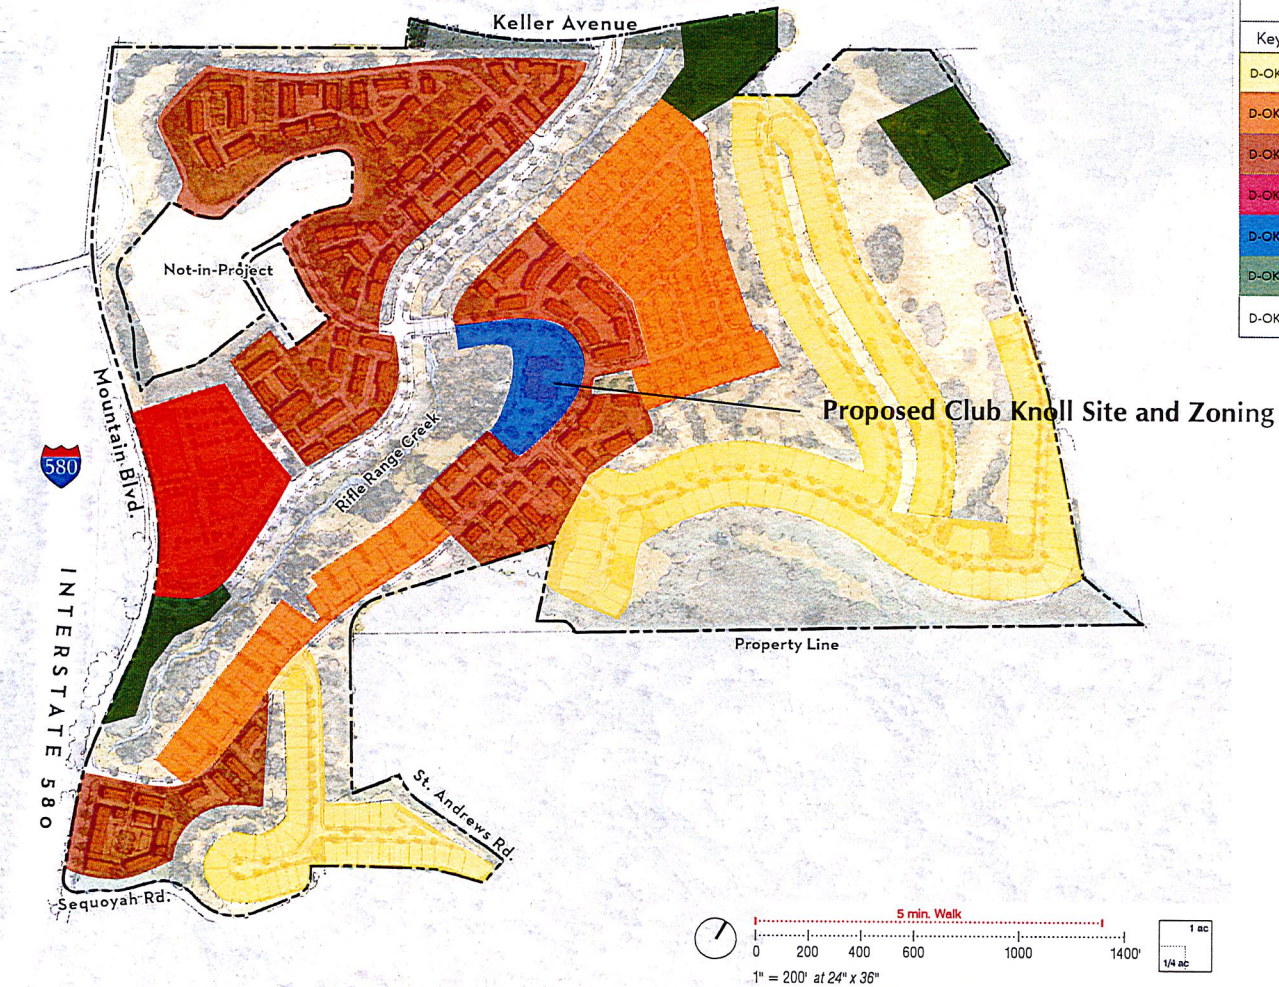 Keller Avenue
Key
D-OK
D-OK
D-OK
D-OK
D-OK
D-OK
D-OK
Not-in-Project
Mountain Blvd.
Rifle Range Creek
Proposed Club Knoll Site and Zoning
580
INTERSTATE 580
Property Line
St. Andrews Rd.
Sequoyah Rd.
5 min. Walk
0 200 400 600 1000 1400'
1" = 200' at 24" x 36"
1 ac
1/4 ac